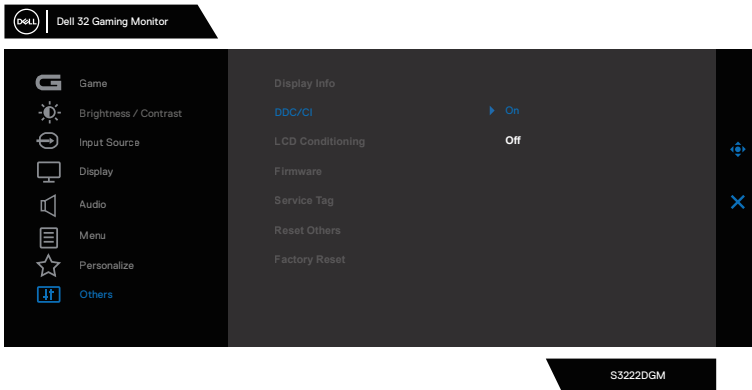 DELL
Dell 32 Gaming Monitor
Game
Brightness / Contrast
Input Source
Display
Audio
Menu
Personalize
Others
Display Info
DDC/CI
On
LCD Conditioning
Off
Firmware
Service Tag
Reset Others
Factory Reset
S3222DGM